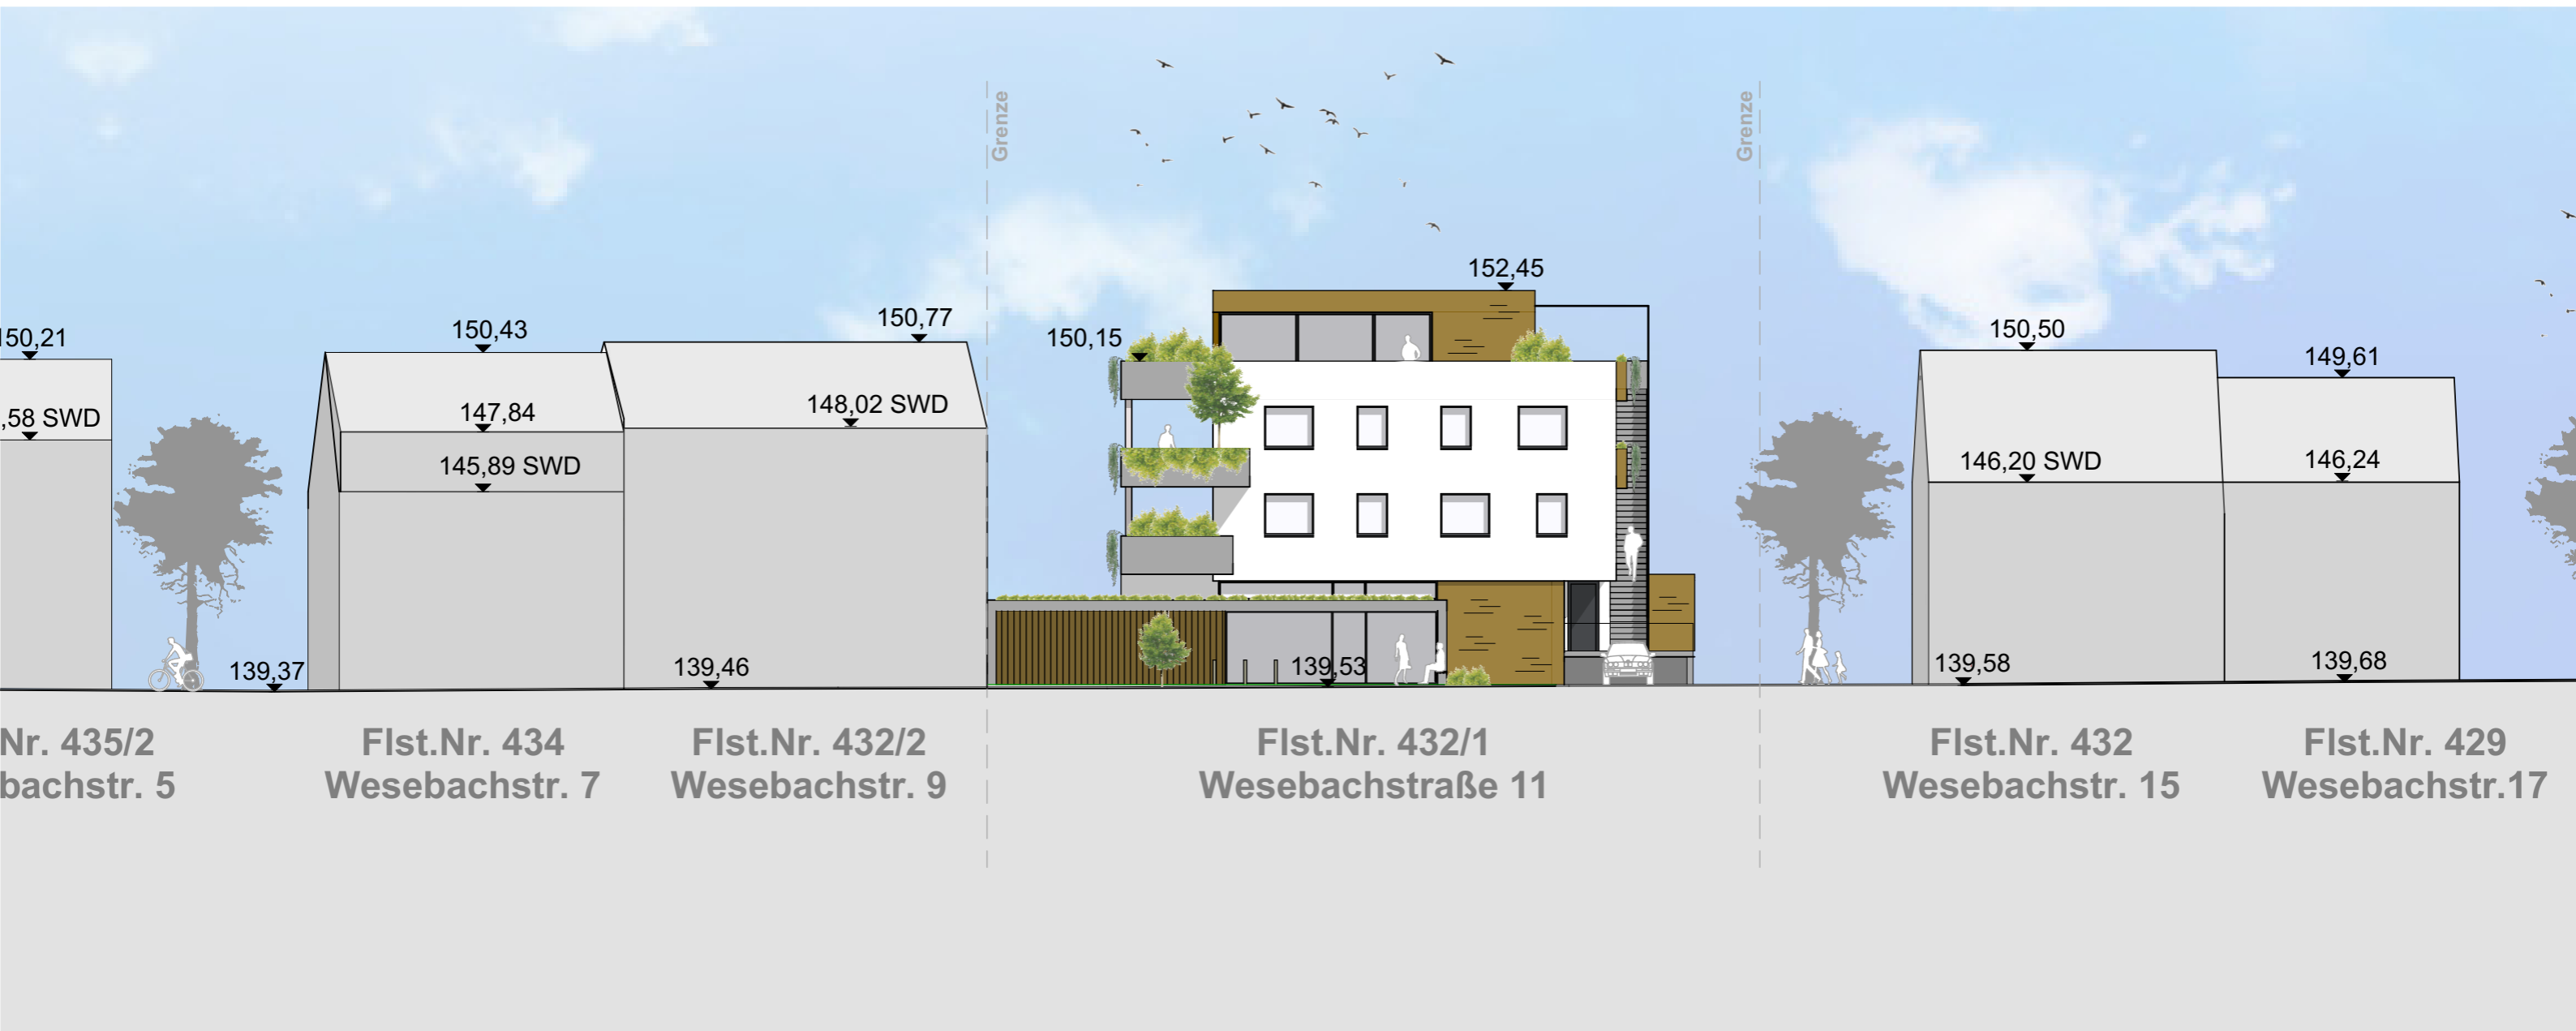 Grenze
Grenze
152,45
150,21
150,43
150,77
150,15
150,50
149,61
,58 SWD
147,84
148,02 SWD
145,89 SWD
146,20 SWD
146,24
139,37
139,46
139,53
139,58
139,68
Nr. 435/2
bachstr. 5
Flst.Nr. 434
Wesebachstr. 7
Flst.Nr. 432/2
Wesebachstr. 9
Flst.Nr. 432/1
Wesebachstraße 11
Flst.Nr. 432
Wesebachstr. 15
Flst.Nr. 429
Wesebachstr.17